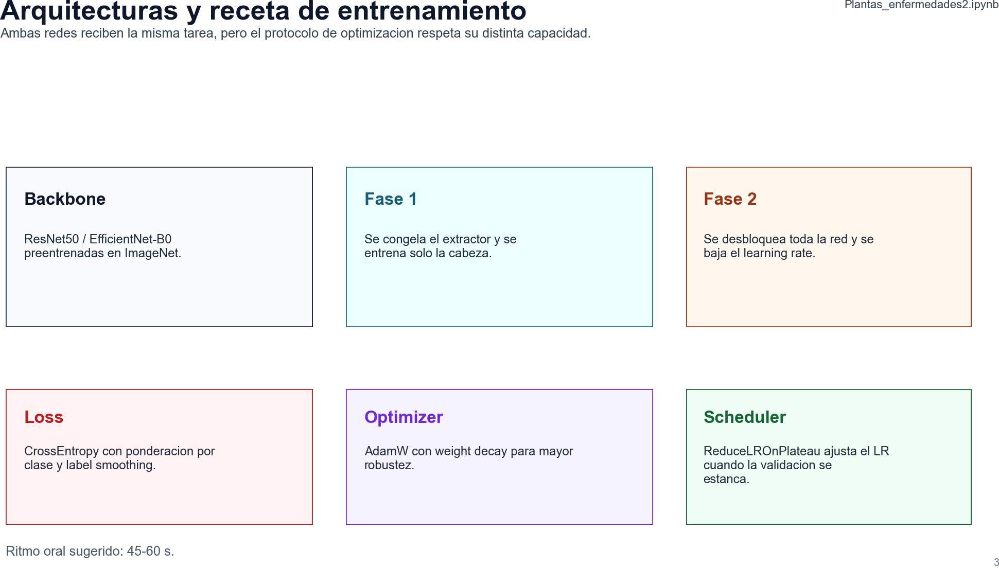 Arquitecturas y receta de entrenamiento
Plantas_enfermedades2.ipynb
Ambas redes reciben la misma tarea, pero el protocolo de optimizacion respeta su distinta capacidad.
Backbone
ResNet50 / EfficientNet-B0
preentrenadas en ImageNet.
Fase 1
Se congela el extractor y se
entrena solo la cabeza.
Fase 2
Se desbloquea toda la red y se
baja el learning rate.
Loss
CrossEntropy con ponderacion por
clase y label smoothing.
Optimizer
AdamW con weight decay para mayor
robustez.
Scheduler
ReduceLROnPlateau ajusta el LR
cuando la validacion se
estanca.
Ritmo oral sugerido: 45-60 s.
3